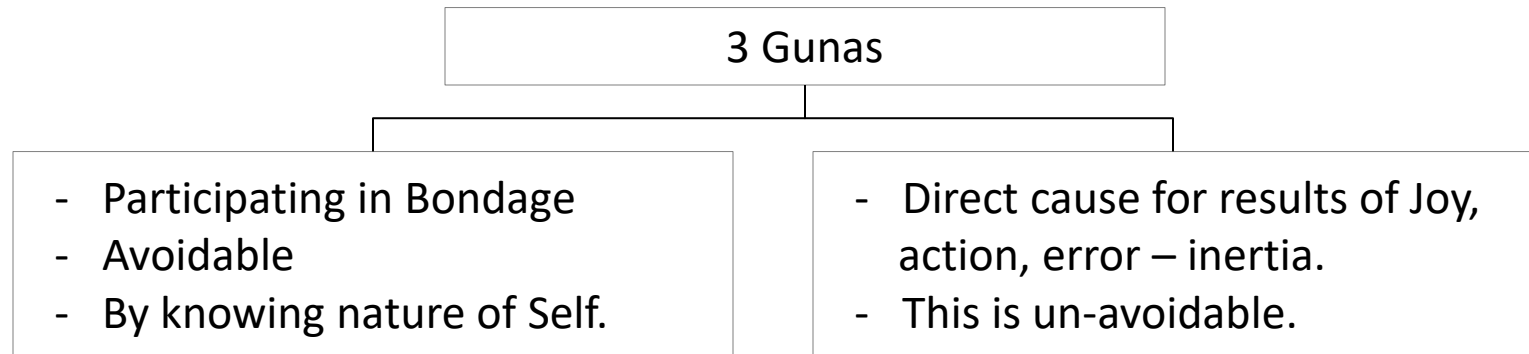 3 Gunas
- Participating in Bondage
- Avoidable
- By knowing nature of Self.
- Direct cause for results of Joy,
action, error – inertia.
- This is un-avoidable.